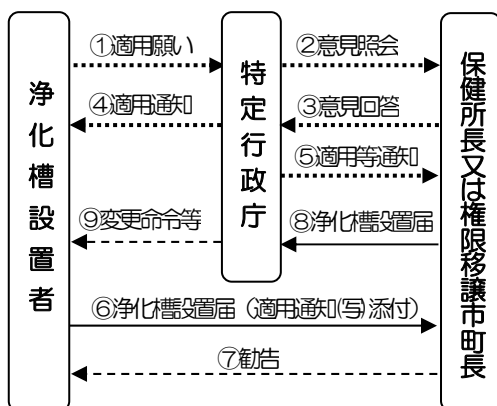 浄化槽設置者
特定行政庁
保健所長又は権限移譲市町長
①適用願い
②意見照会
④適用通知
③意見回答
⑤適用等通知
⑨変更命令等
⑧浄化槽設置届
⑥浄化槽設置届（適用通知(写)添付）
⑦勧告